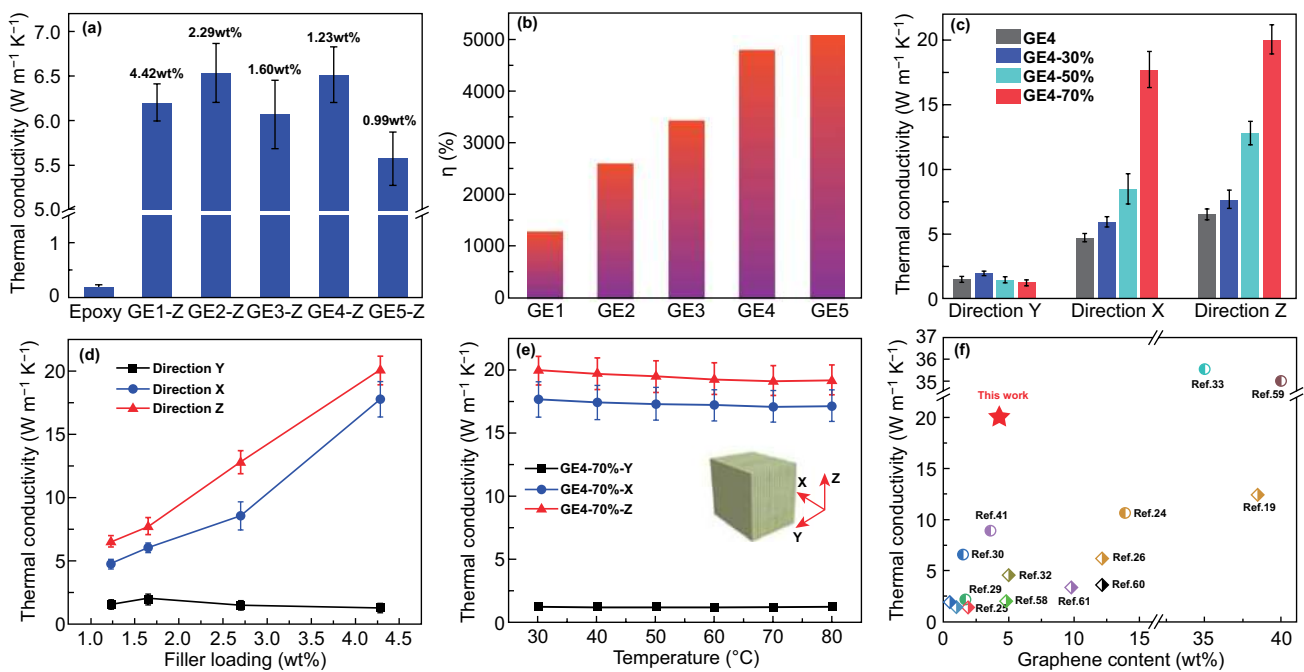 (a)
Thermal conductivity (W m⁻¹ K⁻¹)
7.0
6.5
6.0
5.5
5.0
1
0
4.42wt%
2.29wt%
1.60wt%
1.23wt%
0.99wt%
Epoxy GE1-Z GE2-Z GE3-Z GE4-Z GE5-Z
(b)
η (%)
5000
4000
3000
2000
1000
0
GE1 GE2 GE3 GE4 GE5
(c)
Thermal conductivity (W m⁻¹ K⁻¹)
20
15
10
5
0
GE4
GE4-30%
GE4-50%
GE4-70%
Direction Y Direction X Direction Z
(d)
Thermal conductivity (W m⁻¹ K⁻¹)
20
15
10
5
0
Direction Y
Direction X
Direction Z
1.0 1.5 2.0 2.5 3.0 3.5 4.0 4.5
Filler loading (wt%)
(e)
Thermal conductivity (W m⁻¹ K⁻¹)
20
15
10
5
0
GE4-70%-Y
GE4-70%-X
GE4-70%-Z
X
Z
Y
30 40 50 60 70 80
Temperature (°C)
(f)
Thermal conductivity (W m⁻¹ K⁻¹)
37
36
35
20
15
10
5
0
This work
Ref.33
Ref.59
Ref.19
Ref.24
Ref.41
Ref.30
Ref.26
Ref.32
Ref.60
Ref.29
Ref.58
Ref.61
Ref.25
0 5 10 15 35 40
Graphene content (wt%)